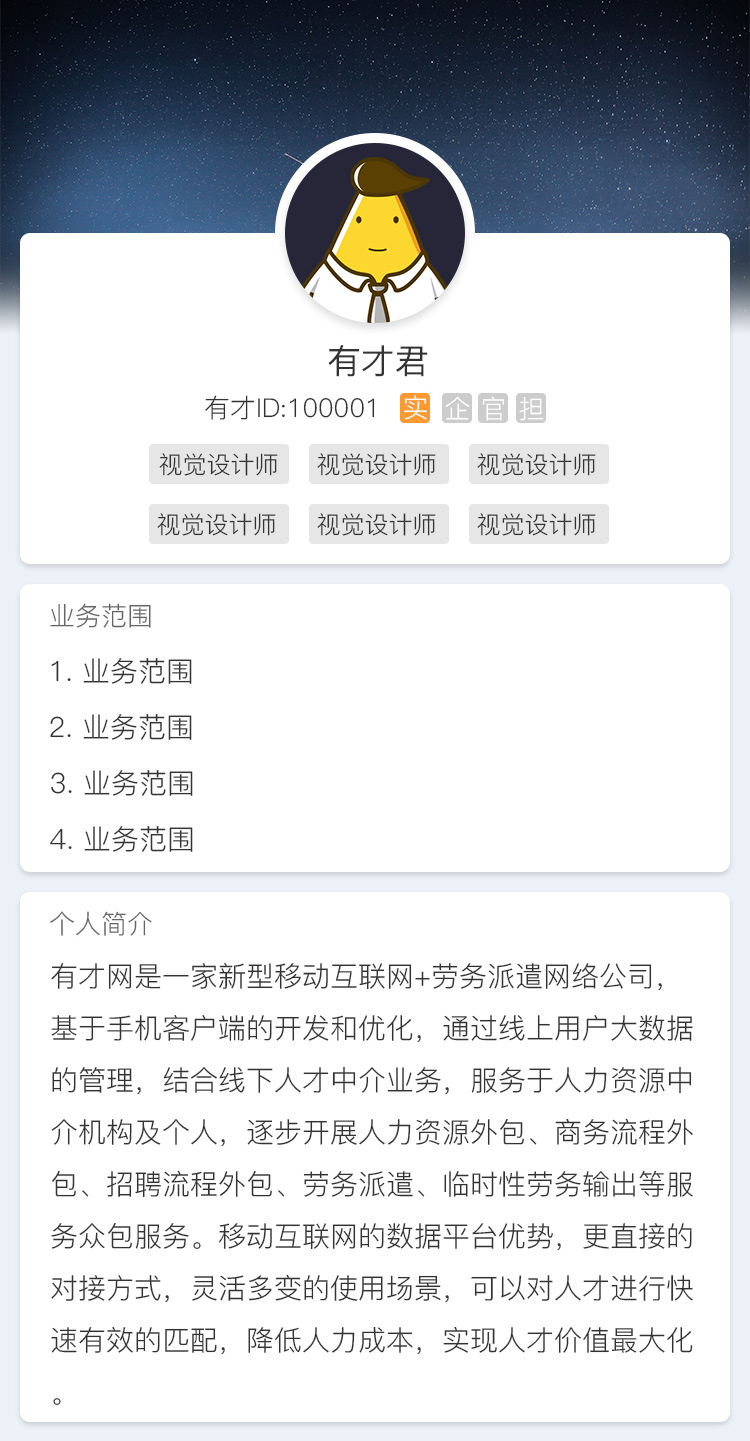 有才君
有才ID:100001 实 企 官 担
视觉设计师 视觉设计师 视觉设计师
视觉设计师 视觉设计师 视觉设计师
业务范围
1. 业务范围
2. 业务范围
3. 业务范围
4. 业务范围
个人简介
有才网是一家新型移动互联网+劳务派遣网络公司，
基于手机客户端的开发和优化，通过线上用户大数据
的管理，结合线下人才中介业务，服务于人力资源中
介机构及个人，逐步开展人力资源外包、商务流程外
包、招聘流程外包、劳务派遣、临时性劳务输出等服
务众包服务。移动互联网的数据平台优势，更直接的
对接方式，灵活多变的使用场景，可以对人才进行快
速有效的匹配，降低人力成本，实现人才价值最大化
。